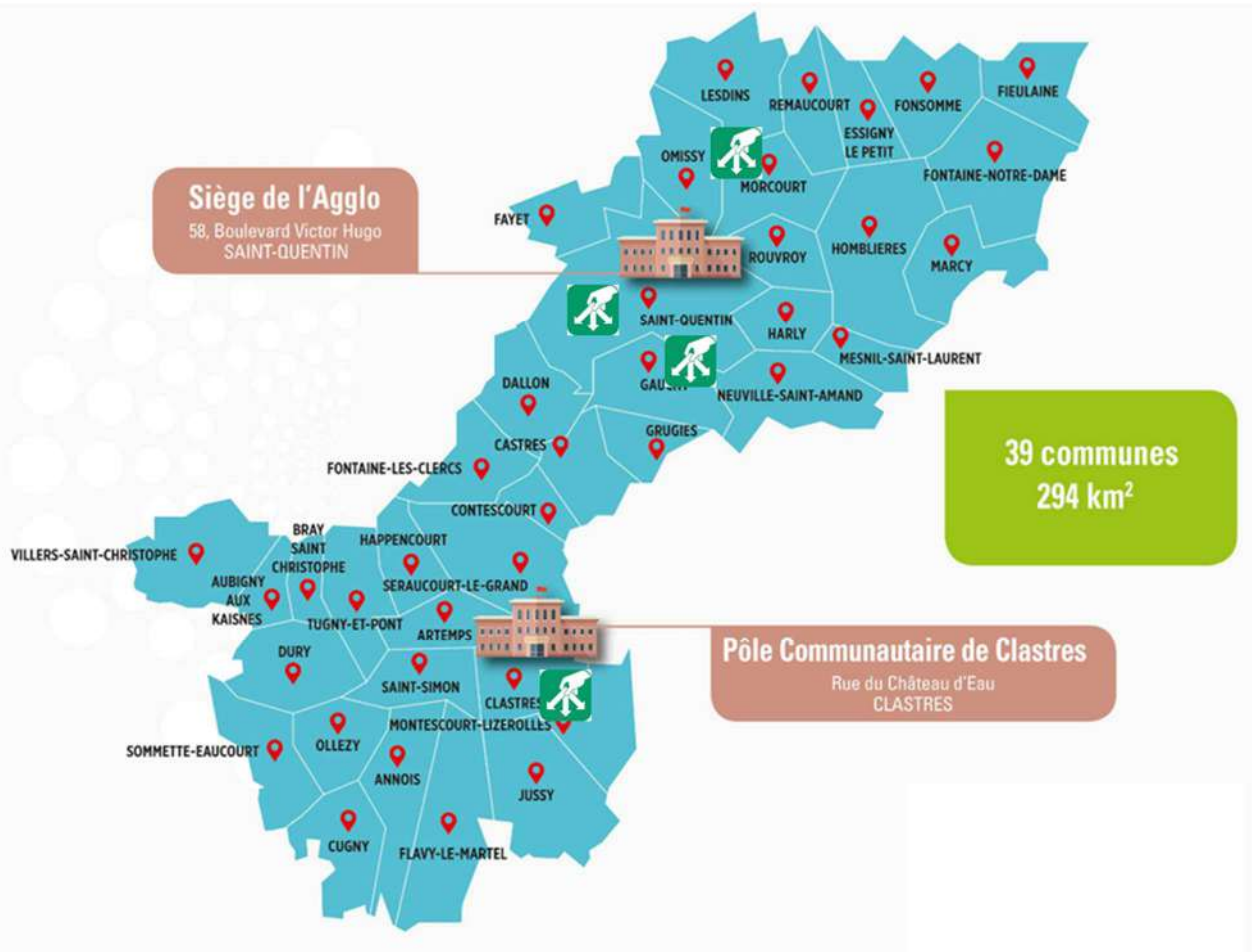 LESDINS
REMAUCOURT
ESSIGNY
LE PETIT
FONSOMME
FIEULAINE
OMISSY
MORCOURT
FONTAINE-NOTRE-DAME
Siège de l'Agglo
58, Boulevard Victor Hugo
SAINT-QUENTIN
FAYET
ROUVROY
HOMBLIERES
MARCY
SAINT-QUENTIN
HARLY
MESNIL-SAINT-LAURENT
DALLON
NEUVILLE-SAINT-AMAND
CASTRES
GRUGIES
39 communes
294 km²
FONTAINE-LES-CLERCS
CONTESCOURT
VILLERS-SAINT-CHRISTOPHE
BRAY
SAINT
CHRISTOPHE
HAPPENCOURT
SERAUCOURT-LE-GRAND
AUBIGNY
AUX
KAISNES
TUGNY-ET-PONT
ARTEMPS
DURY
SAINT-SIMON
CLASTRES
Pôle Communautaire de Clastres
Rue du Château d'Eau
CLASTRES
MONTESCOURT-LIZEROLLES
SOMMETTE-EAUCOURT
OLLEZY
ANNOIS
JUSSY
CUGNY
FLAVY-LE-MARTEL